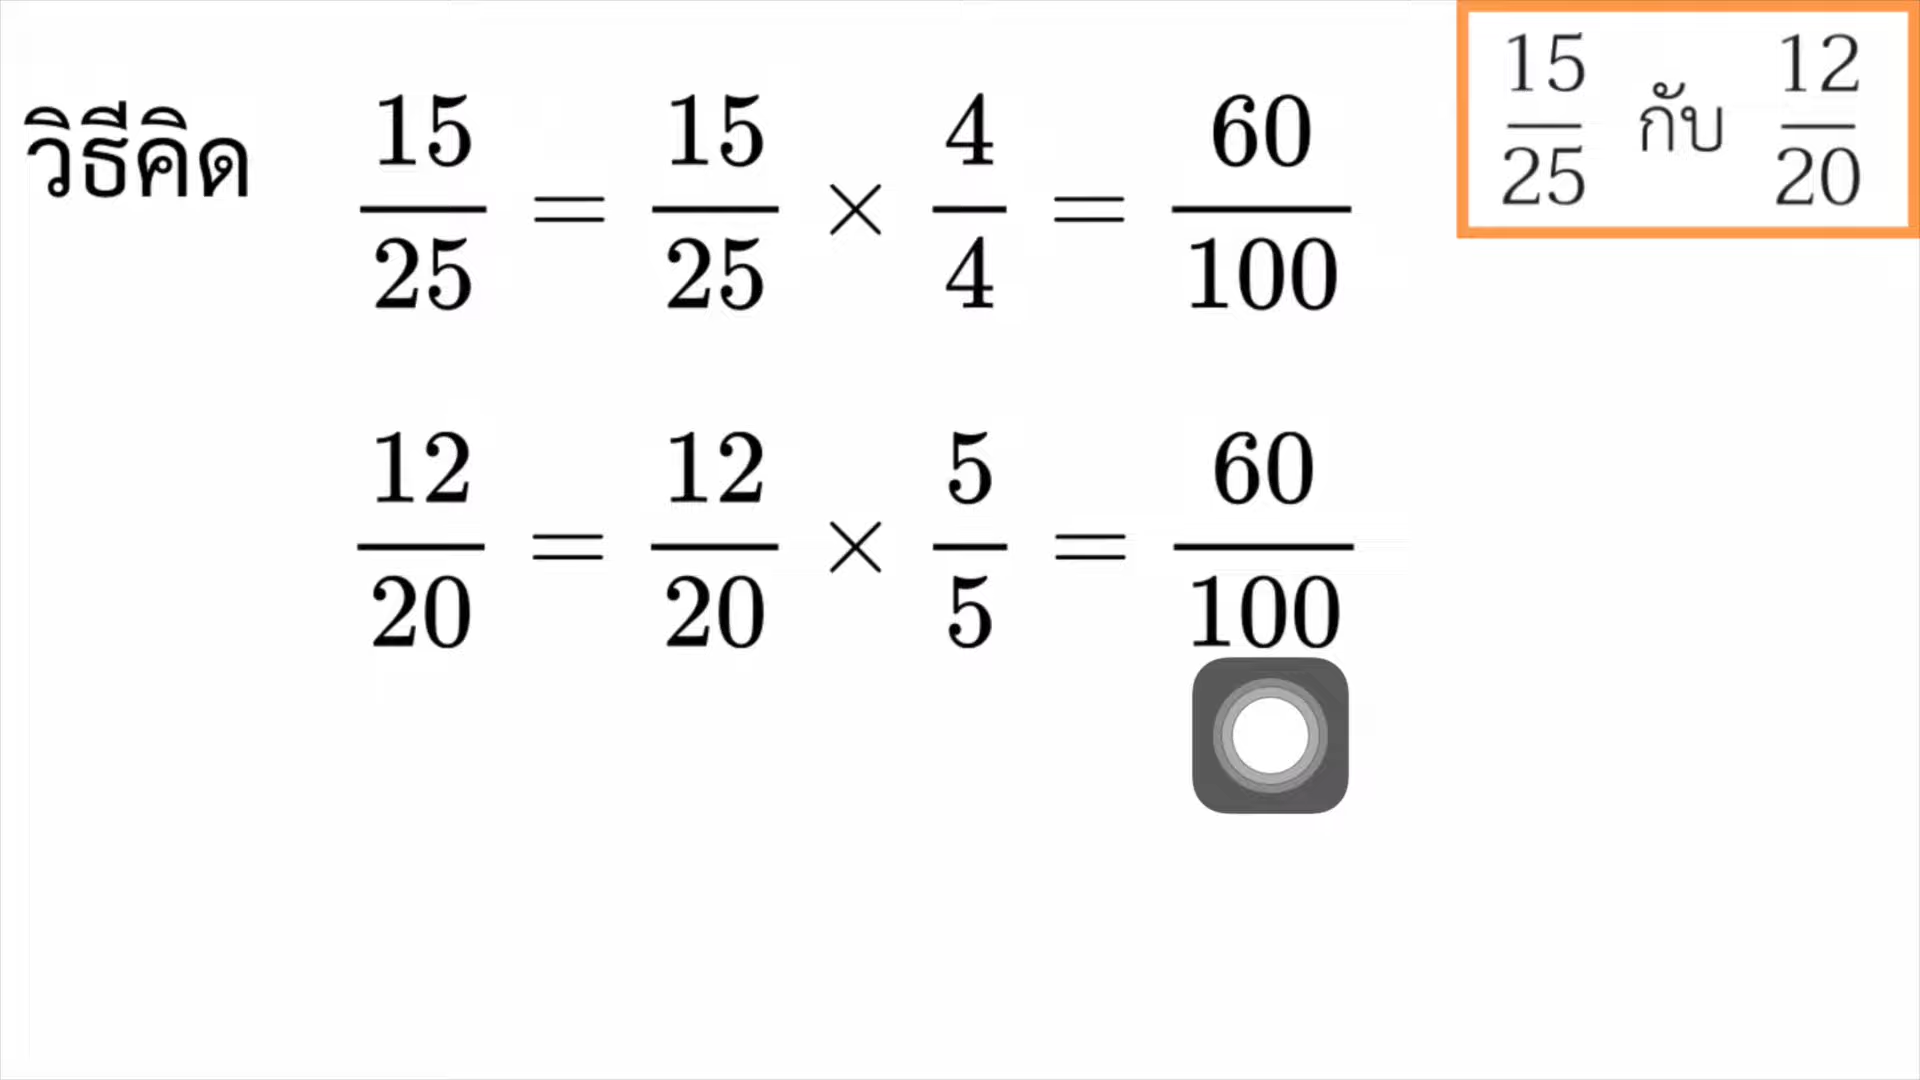 วิธีคิด 15/25 = 15/25 × 4/4 = 60/100
12/20 = 12/20 × 5/5 = 60/100
15/25 กับ 12/20